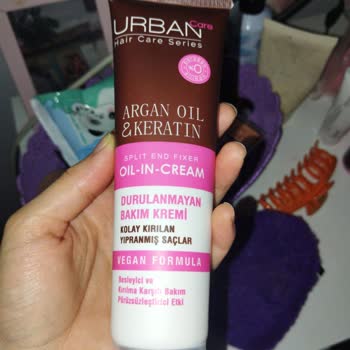 URBAN Care
Hair Care Series
NO
ARGAN OIL
& KERATIN
SPLIT END FIXER
OIL-IN-CREAM
DURULANMAYAN
BAKIM KREMİ
KOLAY KIRILAN
YIPRANMIŞ SAÇLAR
VEGAN FORMULA
Besleyici ve
Kırılma Karşıtı Bakım
Pürüzsüzleştirici Etki